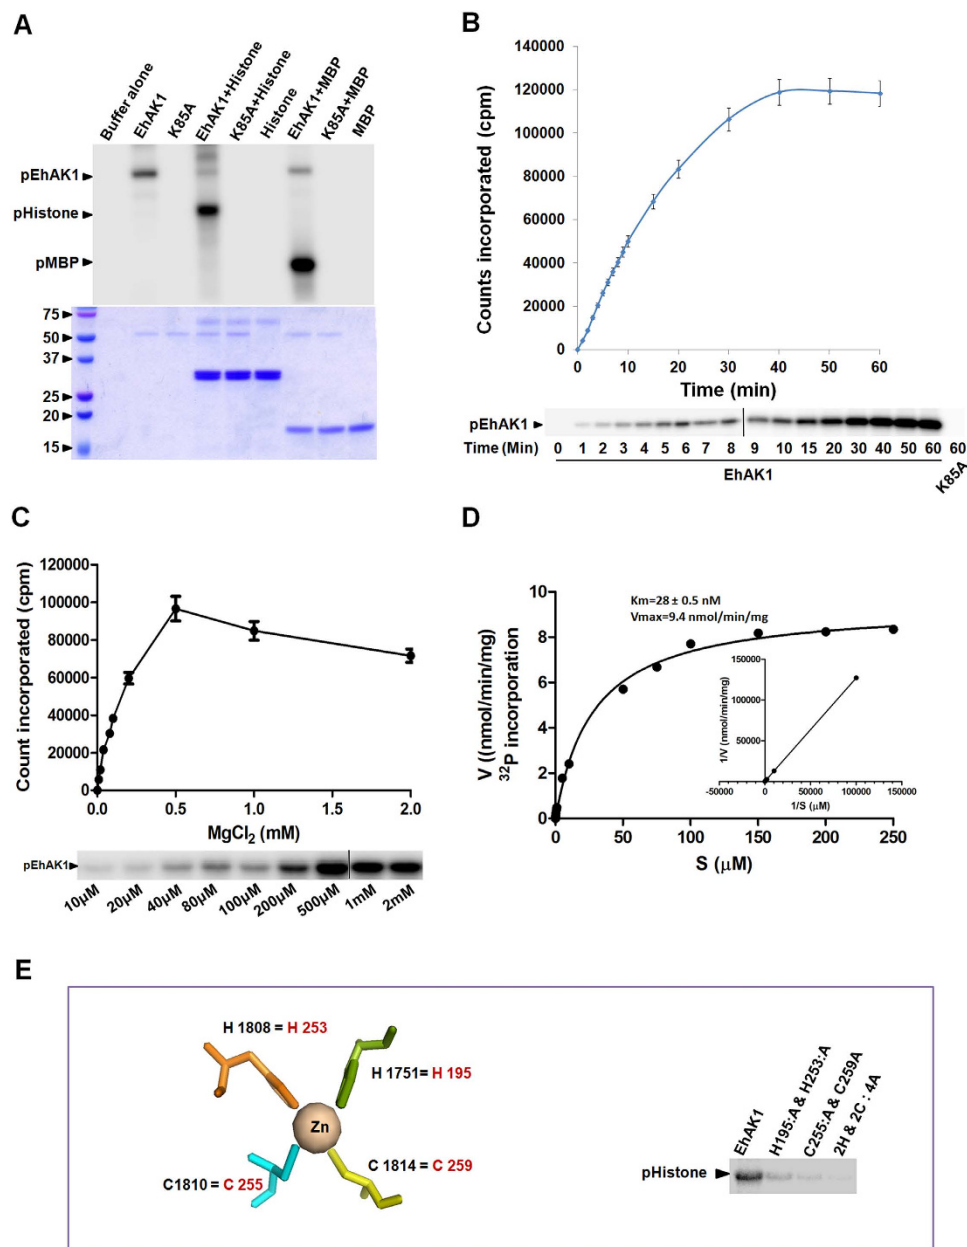 A
Buffer alone
EhAK1
K85A
EhAK1+Histone
K85A+Histone
Histone
EhAK1+MBP
K85A+MBP
MBP
pEhAK1
pHistone
pMBP
75
50
37
25
20
15
B
Counts incorporated (cpm)
140000
120000
100000
80000
60000
40000
20000
0
0 10 20 30 40 50 60
Time (min)
pEhAK1
Time (Min) 0 1 2 3 4 5 6 7 8 9 10 15 20 30 40 50 60 60
EhAK1
K85A
C
Count incorporated (cpm)
120000
100000
80000
60000
40000
20000
0
0.0 0.5 1.0 1.5 2.0
MgCl₂ (mM)
pEhAK1
10µM 20µM 40µM 80µM 100µM 200µM 500µM 1mM 2mM
D
V ((nmol/min/mg)
³²P incorporation
10
8
6
4
2
0
Km=28 ± 0.5 nM
Vmax=9.4 nmol/min/mg
1/V (nmol/min/mg)
150000
100000
50000
-50000 0 50000 100000 150000
1/S (µM)
50 100 150 200 250
S (µM)
E
H 1808 = H 253
H 1751= H 195
Zn
C 1814 = C 259
C1810 = C 255
EhAK1
H195:A & H253:A
C255:A & C259A
2H & 2C : 4A
pHistone